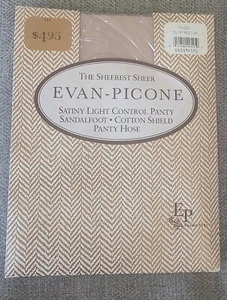 $4.95
THE SHEEREST SHEER
EVAN-PICONE
SATINY LIGHT CONTROL PANTY
SANDALFOOT • COTTON SHIELD
PANTY HOSE
EP